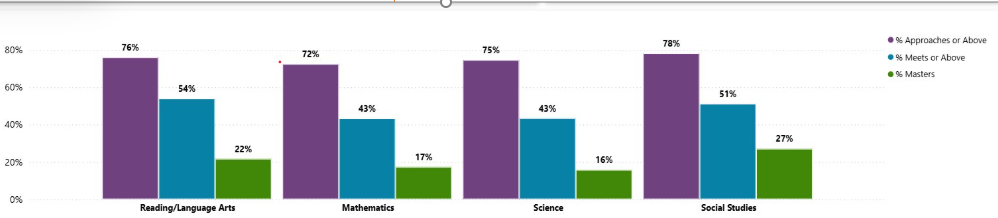 % Approaches or Above
% Meets or Above
% Masters
80%
60%
40%
20%
0%
76%
54%
22%
72%
43%
17%
75%
43%
16%
78%
51%
27%
Reading/Language Arts
Mathematics
Science
Social Studies